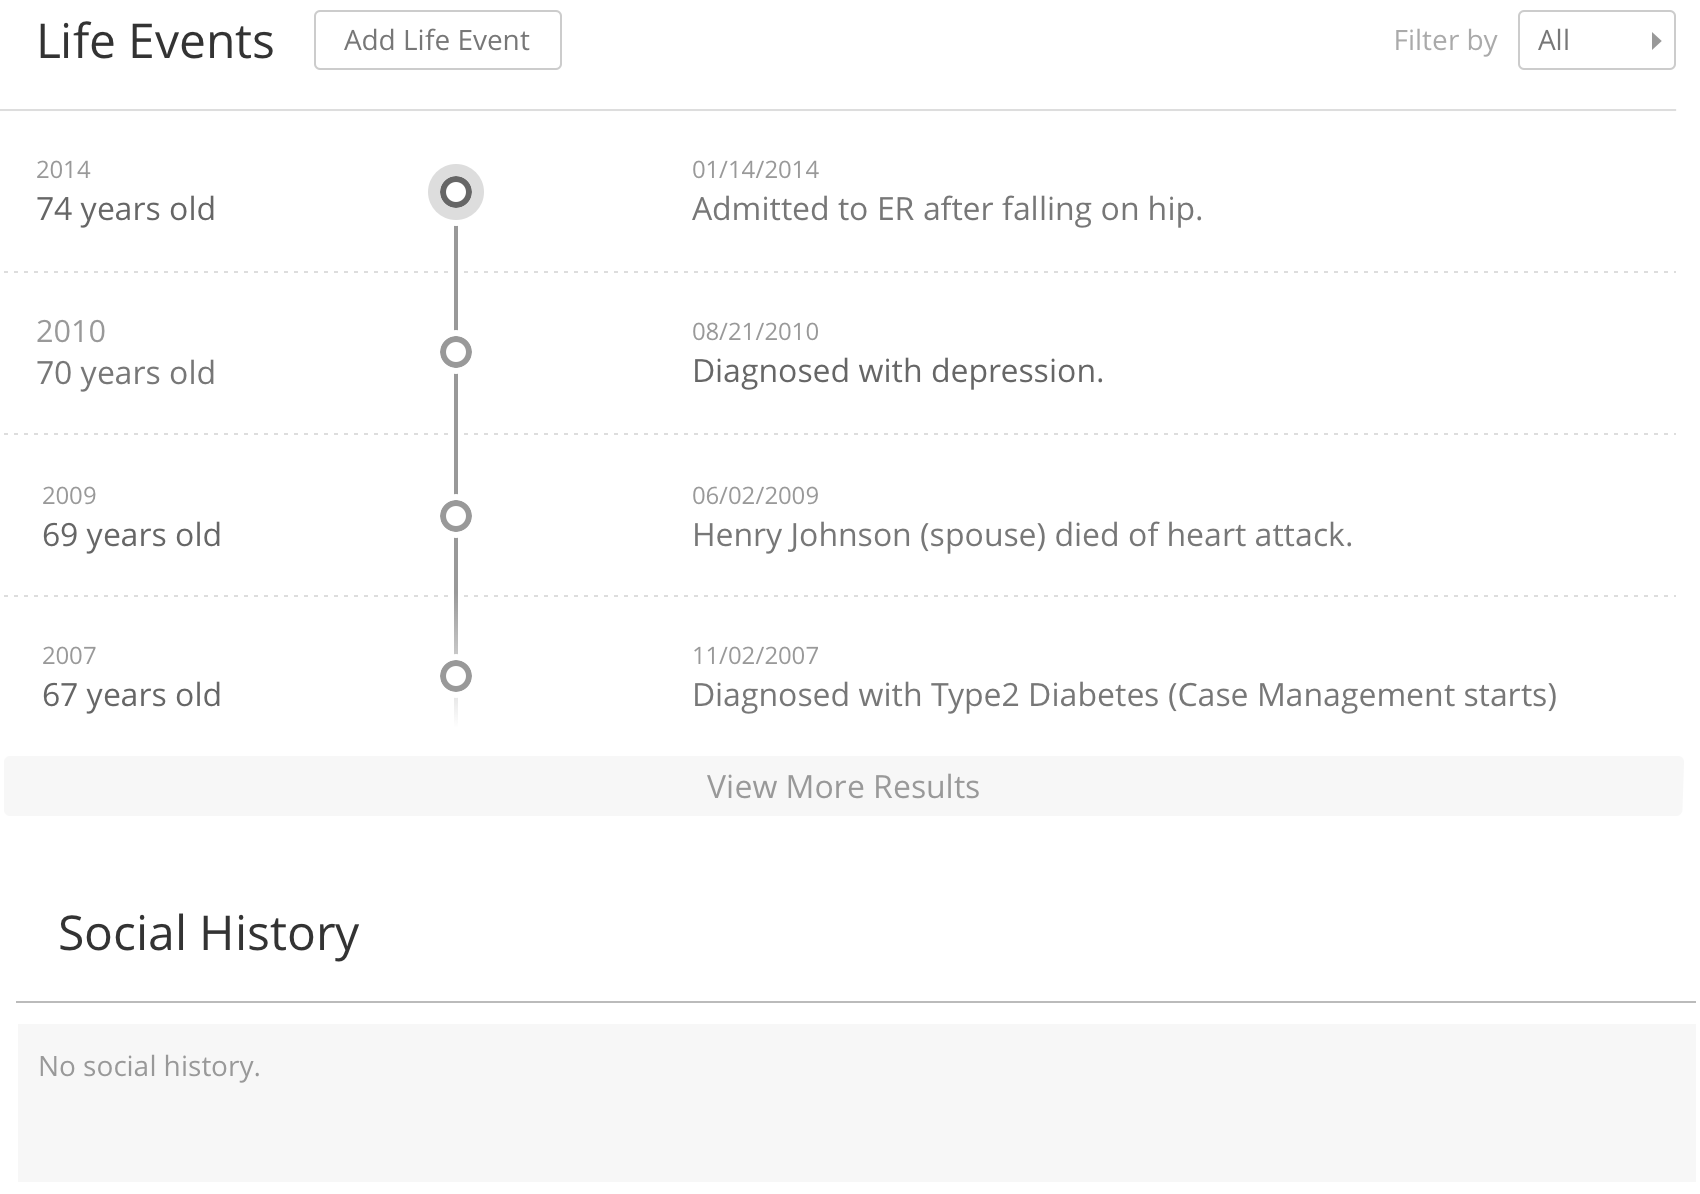 Life Events
Add Life Event
Filter by
All
2014
74 years old
01/14/2014
Admitted to ER after falling on hip.
2010
70 years old
08/21/2010
Diagnosed with depression.
2009
69 years old
06/02/2009
Henry Johnson (spouse) died of heart attack.
2007
67 years old
11/02/2007
Diagnosed with Type2 Diabetes (Case Management starts)
View More Results
Social History
No social history.